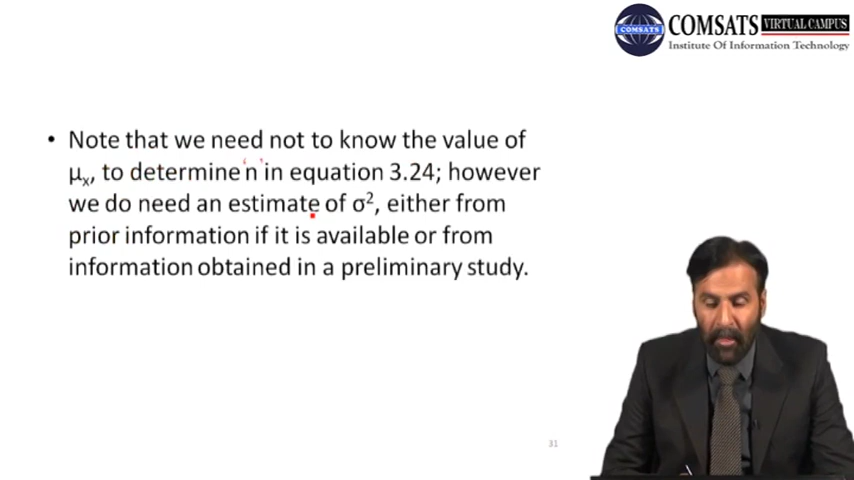 COMSATS
COMSATS VIRTUAL CAMPUS
Institute Of Information Technology
• Note that we need not to know the value of
μx, to determine 'n' in equation 3.24; however
we do need an estimate of σ², either from
prior information if it is available or from
information obtained in a preliminary study.
31